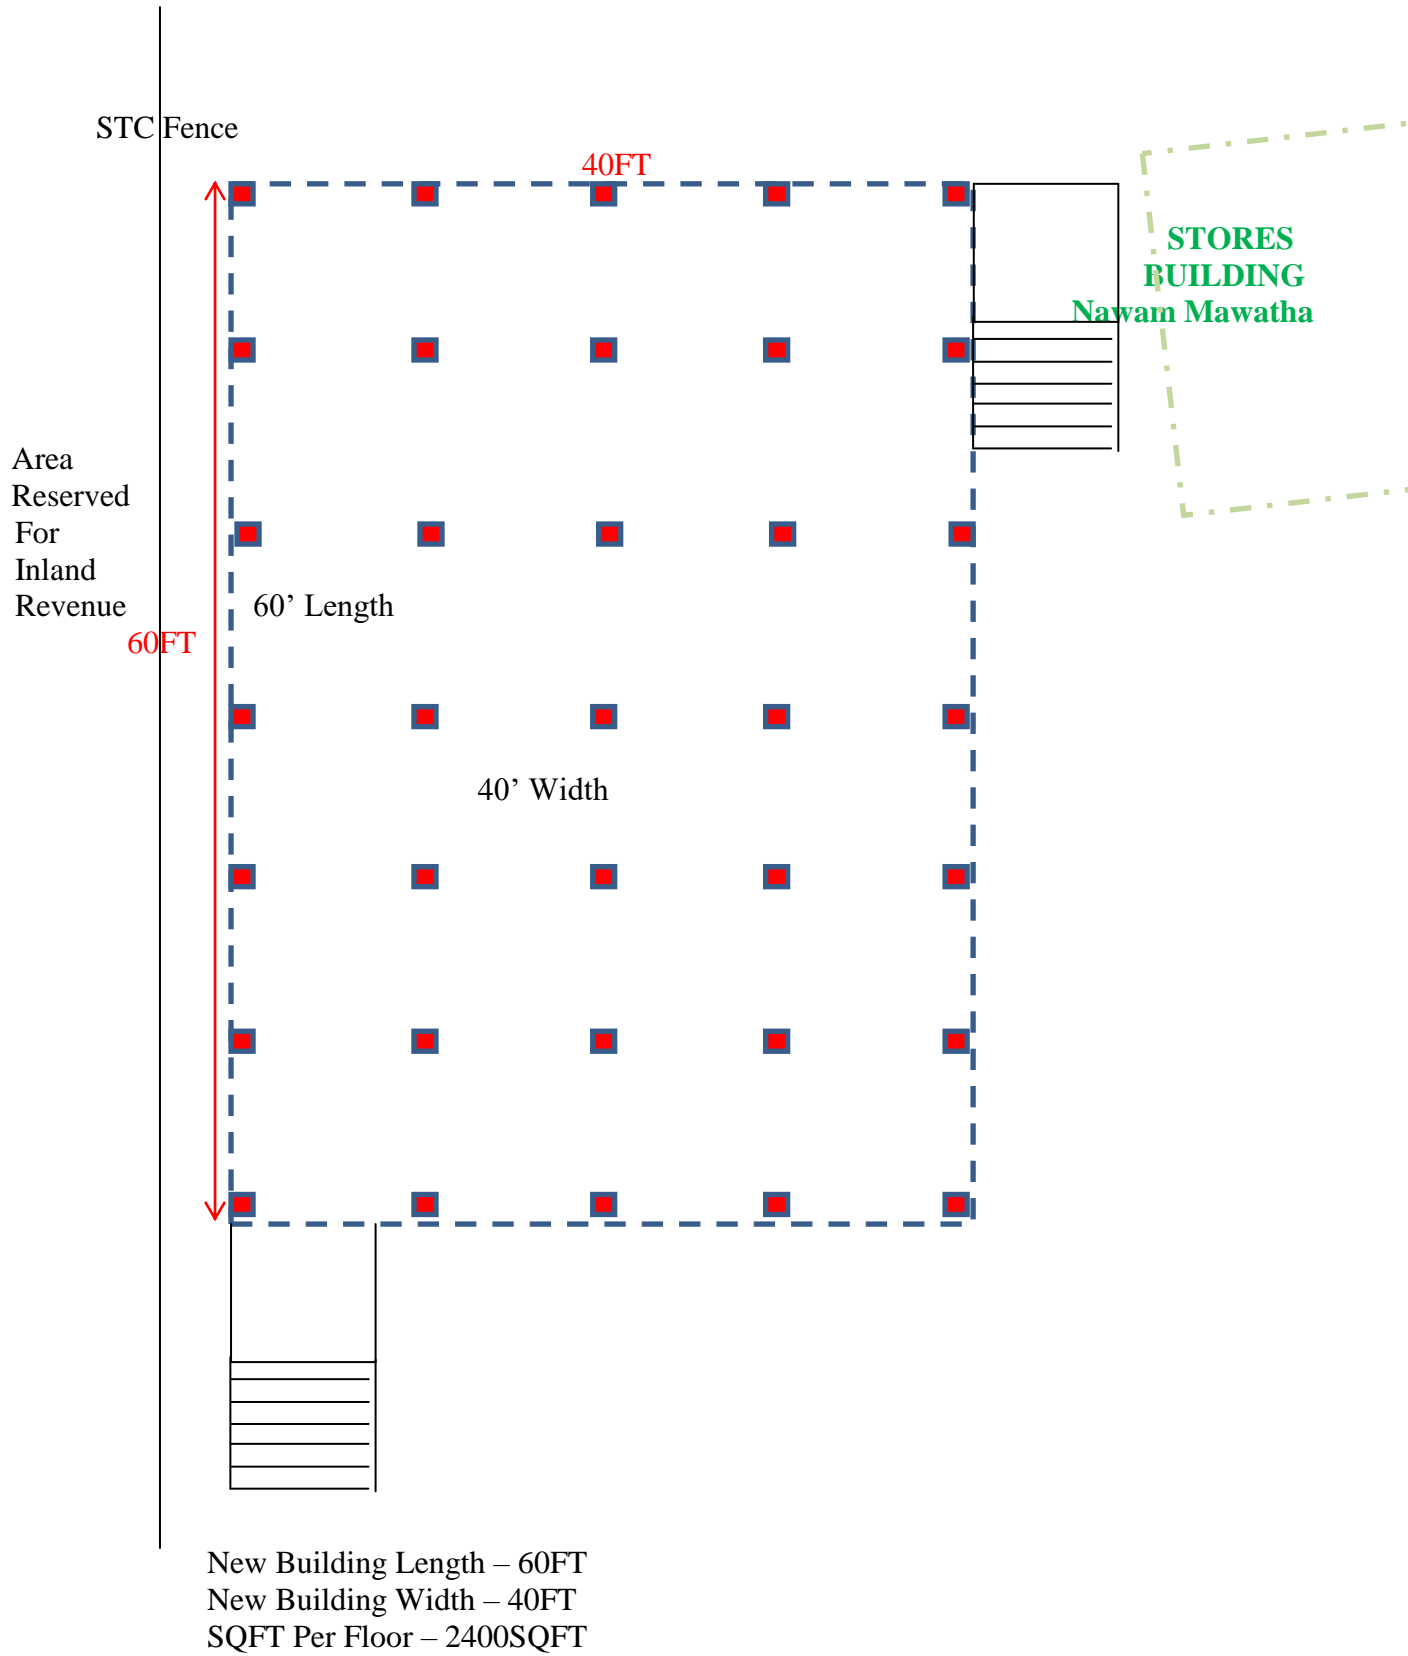 STC Fence
40FT
STORES
BUILDING
Nawam Mawatha
Area
Reserved
For
Inland
Revenue
60’ Length
60FT
40’ Width
New Building Length – 60FT
New Building Width – 40FT
SQFT Per Floor – 2400SQFT